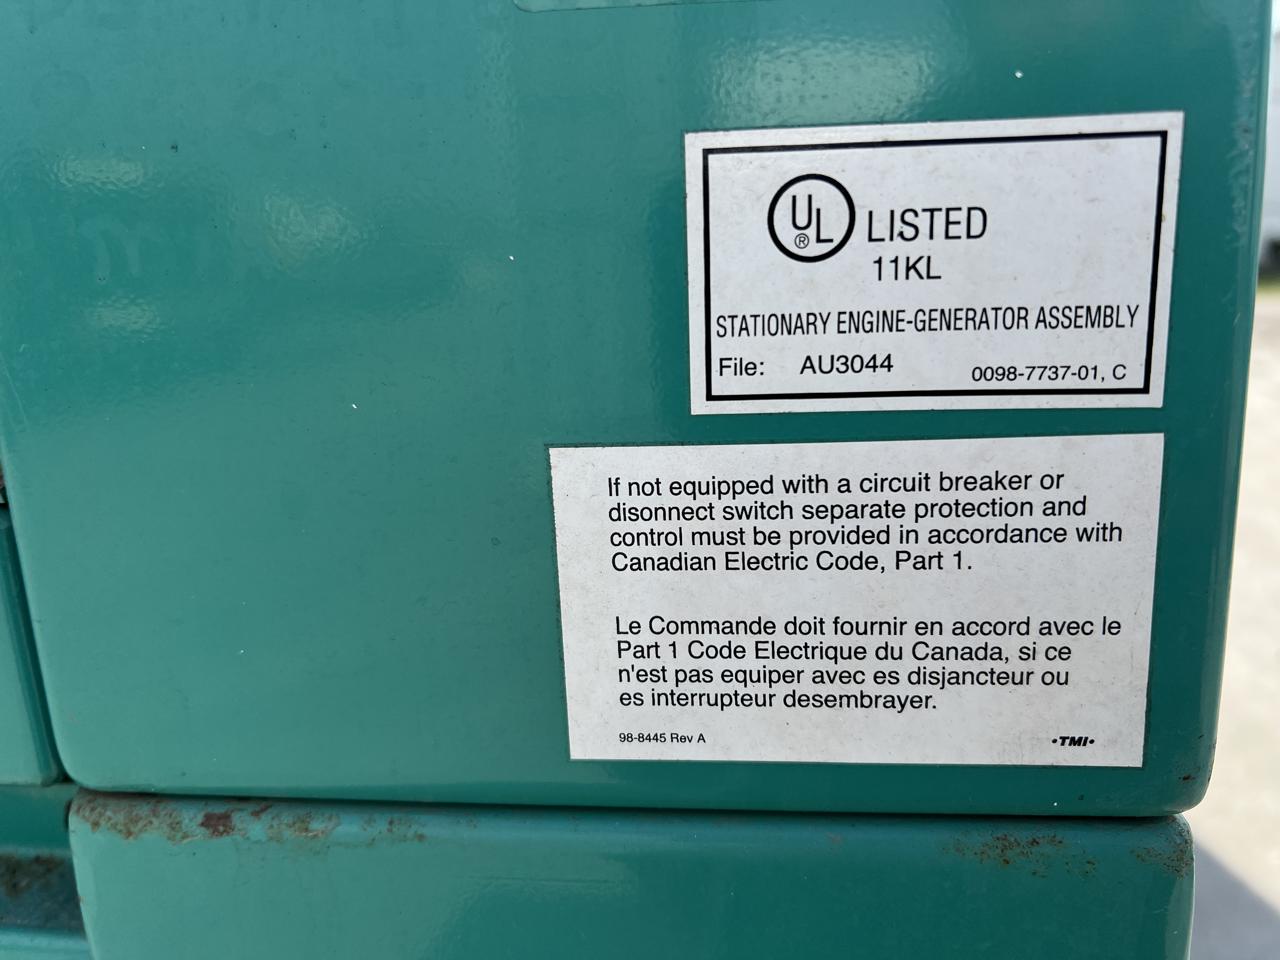 UL® LISTED
11KL
STATIONARY ENGINE-GENERATOR ASSEMBLY
File: AU3044 0098-7737-01, C
If not equipped with a circuit breaker or
disonnect switch separate protection and
control must be provided in accordance with
Canadian Electric Code, Part 1.
Le Commande doit fournir en accord avec le
Part 1 Code Electrique du Canada, si ce
n'est pas equiper avec es disjancteur ou
es interrupteur desembrayer.
98-8445 Rev A •TMI•